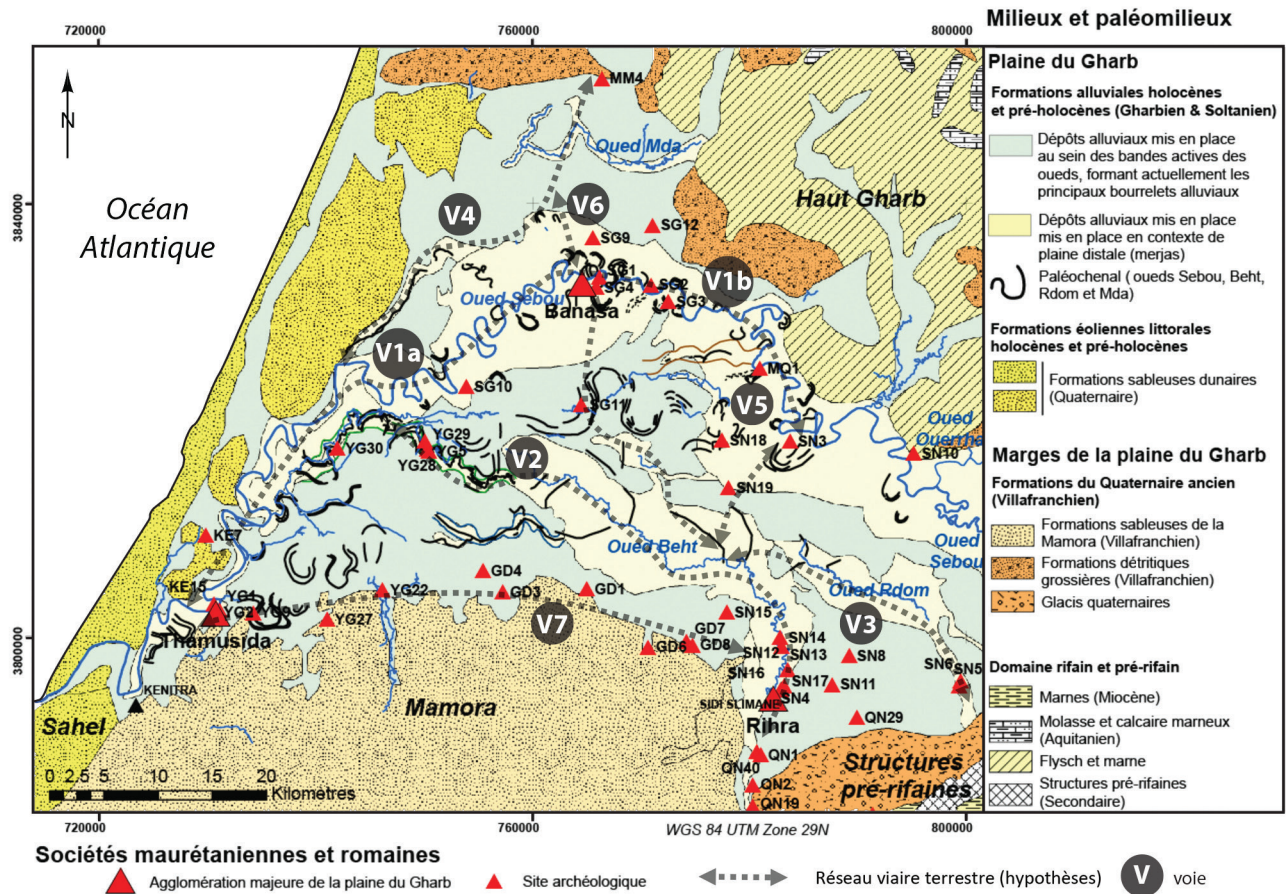 720000
760000
800000
Milieux et paléomilieux
Plaine du Gharb
Formations alluviales holocènes
et pré-holocènes (Gharbien & Soltanien)
Dépôts alluviaux mis en place
au sein des bandes actives des
oueds, formant actuellement les
principaux bourrelets alluviaux
Dépôts alluviaux mis en place
mis en place en contexte de
plaine distale (merjas)
Paléochenal ( oueds Sebou, Beht,
Rdom et Mda)
Formations éoliennes littorales
holocènes et pré-holocènes
Formations sableuses dunaires
(Quaternaire)
Marges de la plaine du Gharb
Formations du Quaternaire ancien
(Villafranchien)
Formations sableuses de la
Mamora (Villafranchien)
Formations détritiques
grossières (Villafranchien)
Glacis quaternaires
Domaine rifain et pré-rifain
Marnes (Miocène)
Molasse et calcaire marneux
(Aquitanien)
Flysch et marne
Structures pré-rifaines
(Secondaire)
N
MM4
Oued Mda
Océan
Atlantique
Haut Gharb
3840000
V4
V6
SG12
SG9
V1b
SG1
SG4
SG2
SG3
Oued Sebou
Banasa
V1a
MQ1
SG10
V5
SG11
YG29
YG30
YG5
YG28
SN18
SN3
Oued
Ouerrha
SN10
V2
SN19
KE7
Oued Beht
Oued
Sebou
KE15
YG1
YG2
YG9
Thamusida
YG22
YG27
GD4
GD3
GD1
Oued Rdom
V7
SN15
V3
3800000
GD7
GD6
GD8
SN14
SN12
SN13
SN8
SN6
SN5
SN16
SN17
SN11
SN4
KENITRA
SIDI SLIMANE
Sahel
Mamora
Rihra
QN29
QN1
QN40
Structures
pré-rifaines
QN2
QN19
0 2,5 5 10 15 20
Kilomètres
WGS 84 UTM Zone 29N
720000
760000
800000
Sociétés maurétaniennes et romaines
Agglomération majeure de la plaine du Gharb
Site archéologique
Réseau viaire terrestre (hypothèses)
V
voie